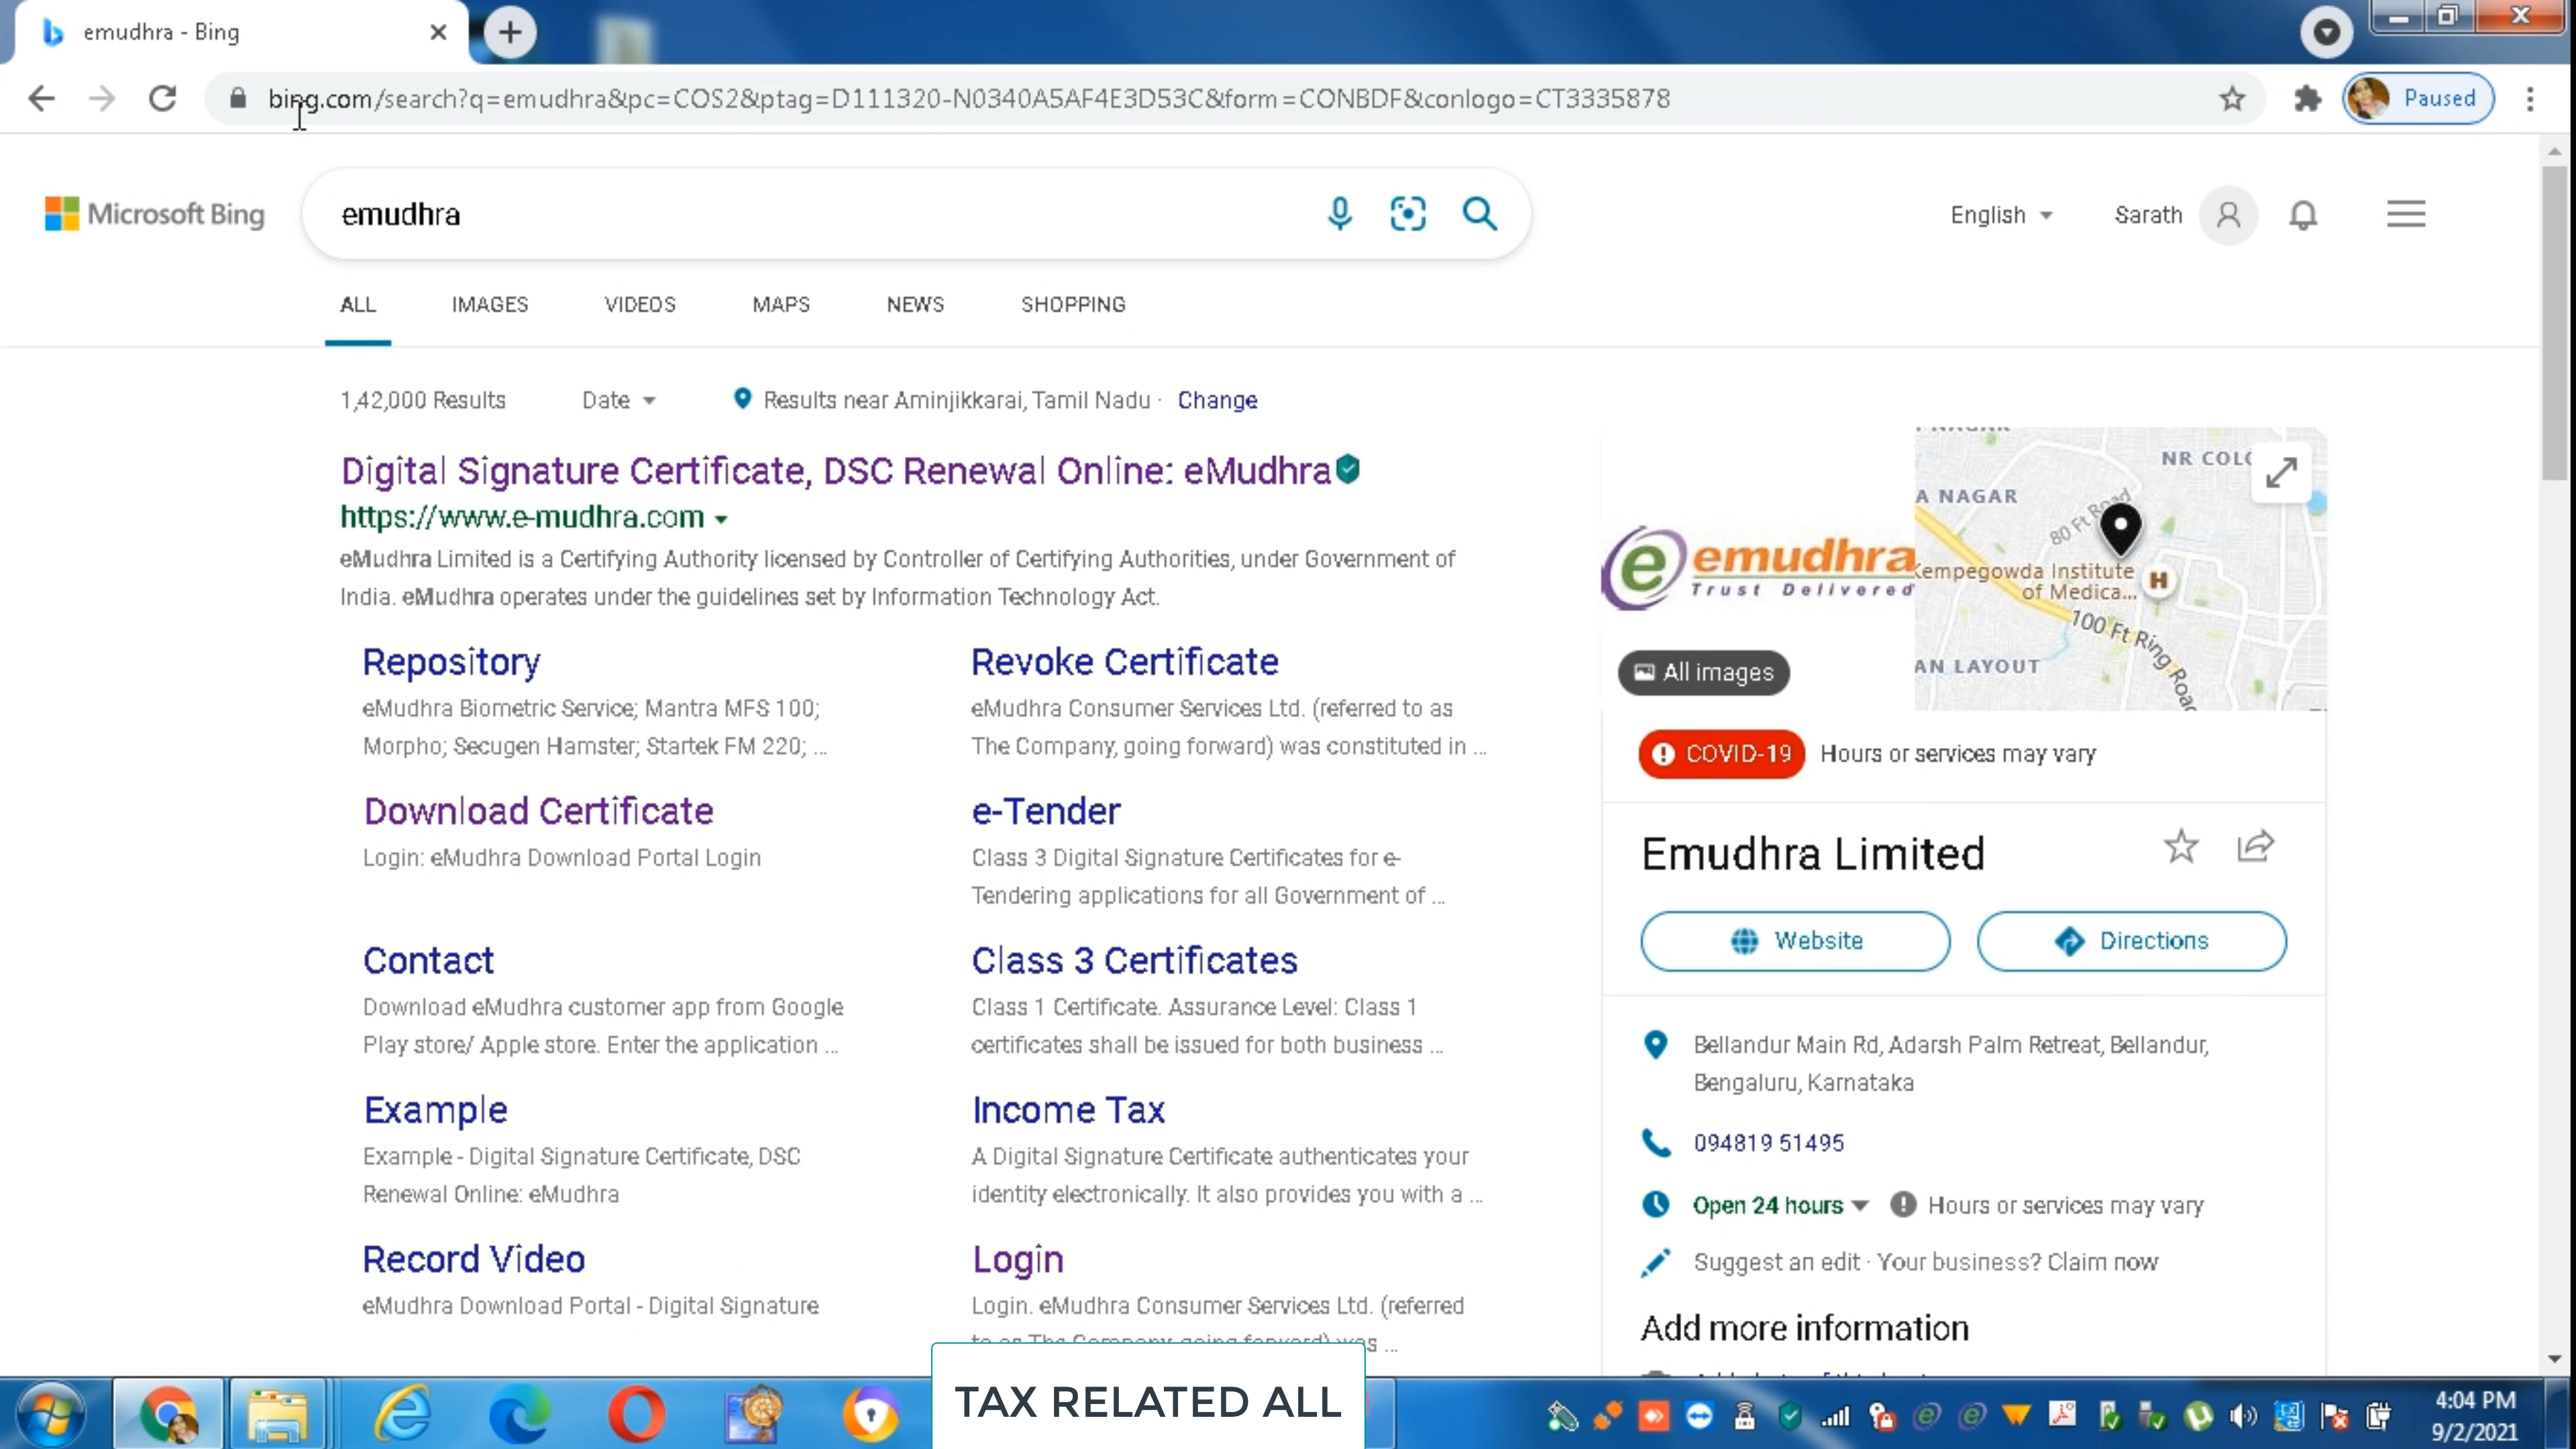 emudhra - Bing
bing.com/search?q=emudhra&pc=COS2&ptag=D111320-N0340A5AF4E3D53C&form=CONBDF&conlogo=CT3335878
Paused
Microsoft Bing
emudhra
English
Sarath
ALL
IMAGES
VIDEOS
MAPS
NEWS
SHOPPING
1,42,000 Results
Date
Results near Aminjikkarai, Tamil Nadu · Change
Digital Signature Certificate, DSC Renewal Online: eMudhra
https://www.e-mudhra.com
eMudhra Limited is a Certifying Authority licensed by Controller of Certifying Authorities, under Government of
India. eMudhra operates under the guidelines set by Information Technology Act.
Repository
eMudhra Biometric Service; Mantra MFS 100;
Morpho; Secugen Hamster; Startek FM 220; ...
Revoke Certificate
eMudhra Consumer Services Ltd. (referred to as
The Company, going forward) was constituted in ...
Download Certificate
Login: eMudhra Download Portal Login
e-Tender
Class 3 Digital Signature Certificates for e-
Tendering applications for all Government of ...
Contact
Download eMudhra customer app from Google
Play store/ Apple store. Enter the application ...
Class 3 Certificates
Class 1 Certificate. Assurance Level: Class 1
certificates shall be issued for both business ...
Example
Example - Digital Signature Certificate, DSC
Renewal Online: eMudhra
Income Tax
A Digital Signature Certificate authenticates your
identity electronically. It also provides you with a ...
Record Video
eMudhra Download Portal - Digital Signature
Login
Login. eMudhra Consumer Services Ltd. (referred
to as The Company, going forward) was ...
emudhra
Trust Delivered
All images
NR COLO
A NAGAR
80 Ft Road
Kempegowda Institute
of Medica...
H
100 Ft Ring Road
AN LAYOUT
COVID-19
Hours or services may vary
Emudhra Limited
Website
Directions
Bellandur Main Rd, Adarsh Palm Retreat, Bellandur,
Bengaluru, Karnataka
094819 51495
Open 24 hours
Hours or services may vary
Suggest an edit · Your business? Claim now
Add more information
TAX RELATED ALL
4:04 PM
9/2/2021